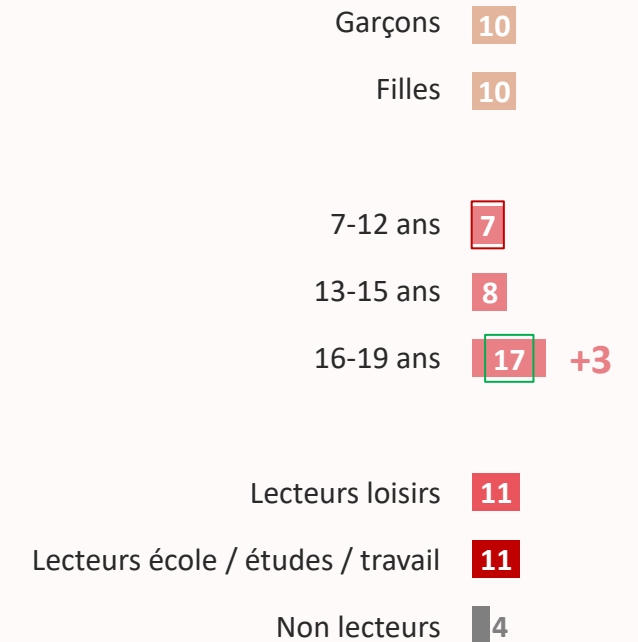 Garçons 10
Filles 10
7-12 ans 7
13-15 ans 8
16-19 ans 17 +3
Lecteurs loisirs 11
Lecteurs école / études / travail 11
Non lecteurs 4